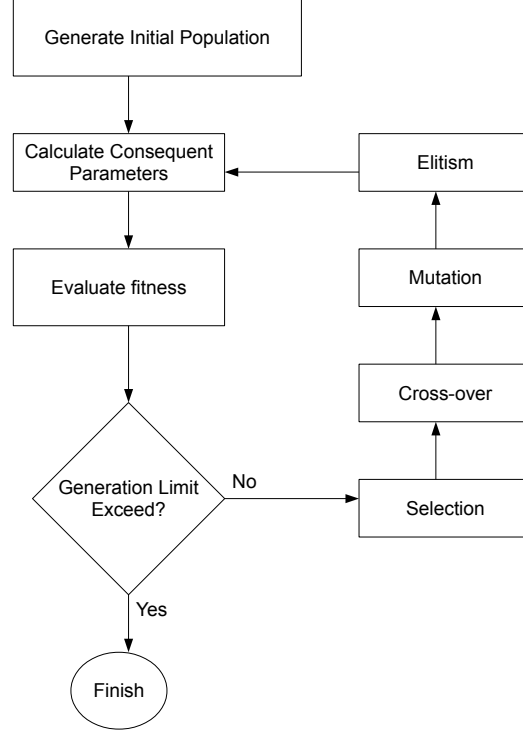 Generate Initial Population
Calculate Consequent
Parameters
Evaluate fitness
Generation Limit
Exceed?
No
Yes
Finish
Selection
Cross-over
Mutation
Elitism